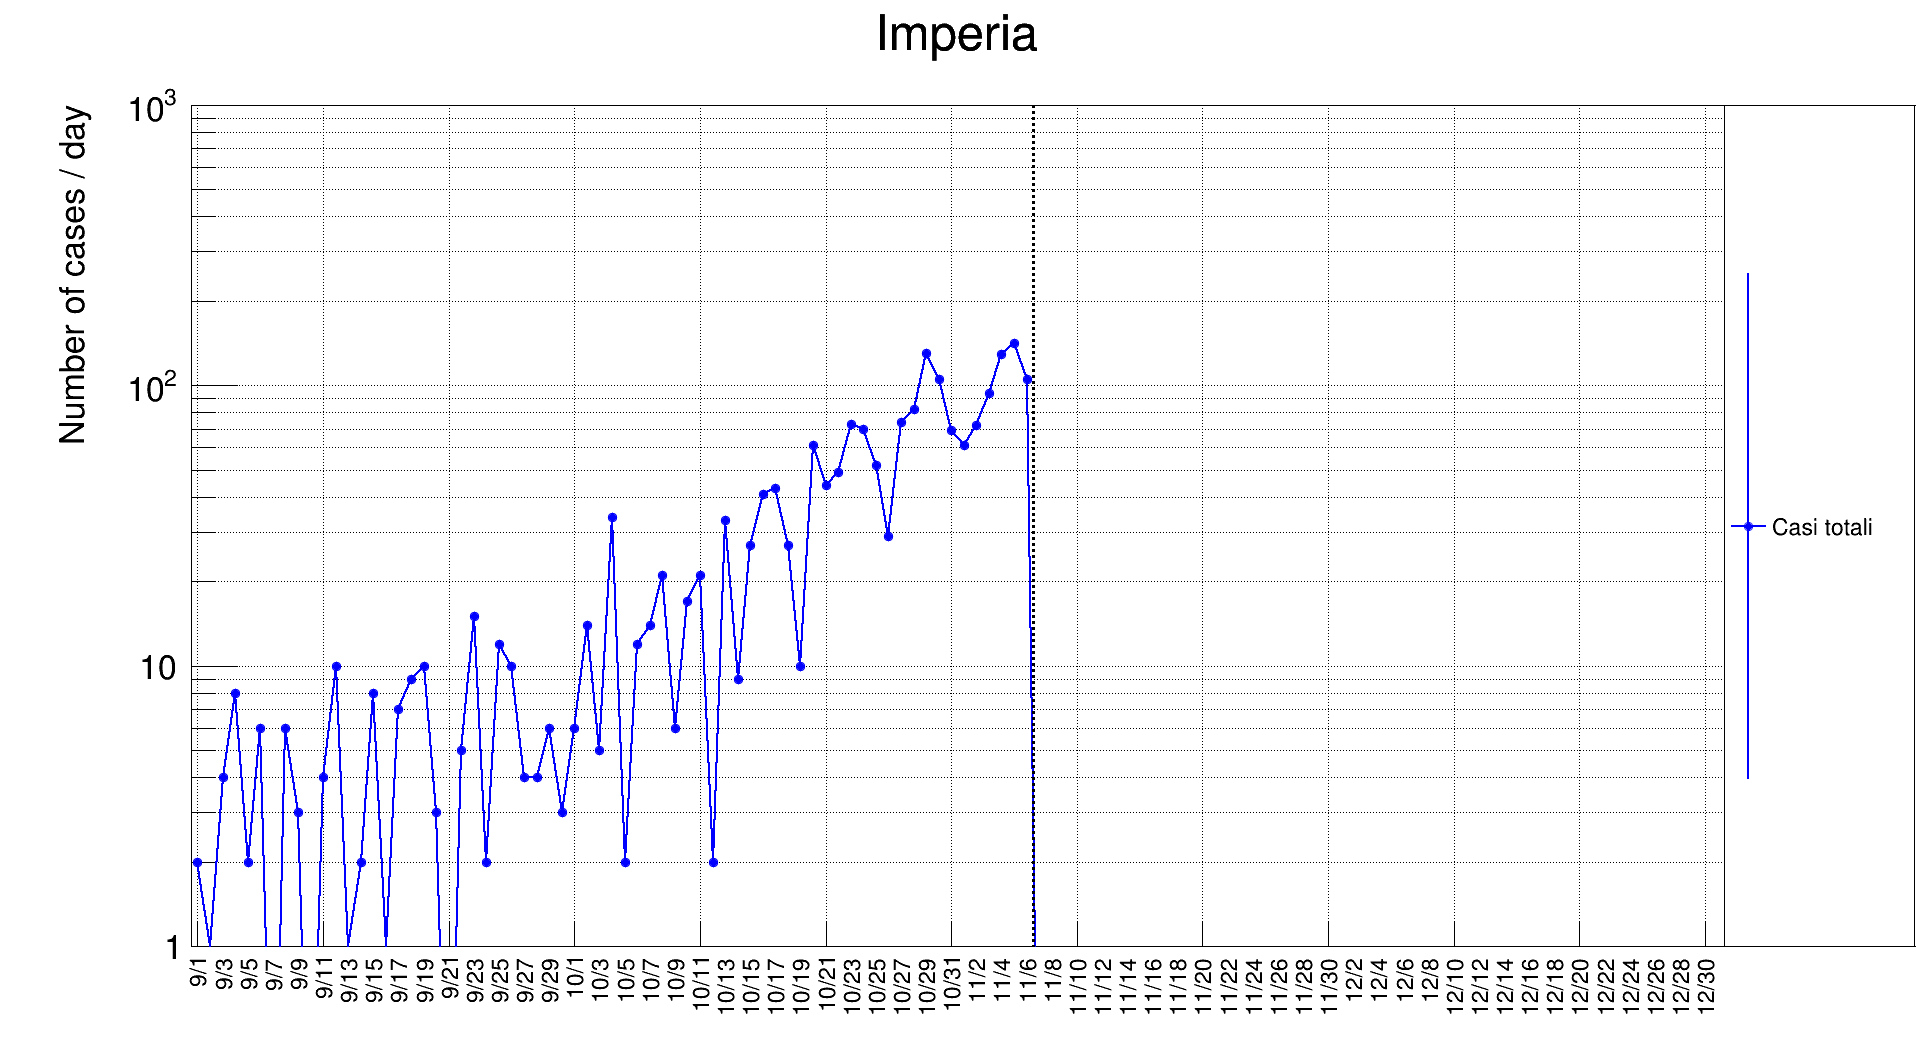 Imperia
Number of cases / day
10³
10²
10
1
9/1 9/3 9/5 9/7 9/9 9/11 9/13 9/15 9/17 9/19 9/21 9/23 9/25 9/27 9/29 10/1 10/3 10/5 10/7 10/9 10/11 10/13 10/15 10/17 10/19 10/21 10/23 10/25 10/27 10/29 10/31 11/2 11/4 11/6 11/8 11/10 11/12 11/14 11/16 11/18 11/20 11/22 11/24 11/26 11/28 11/30 12/2 12/4 12/6 12/8 12/10 12/12 12/14 12/16 12/18 12/20 12/22 12/24 12/26 12/28 12/30
Casi totali